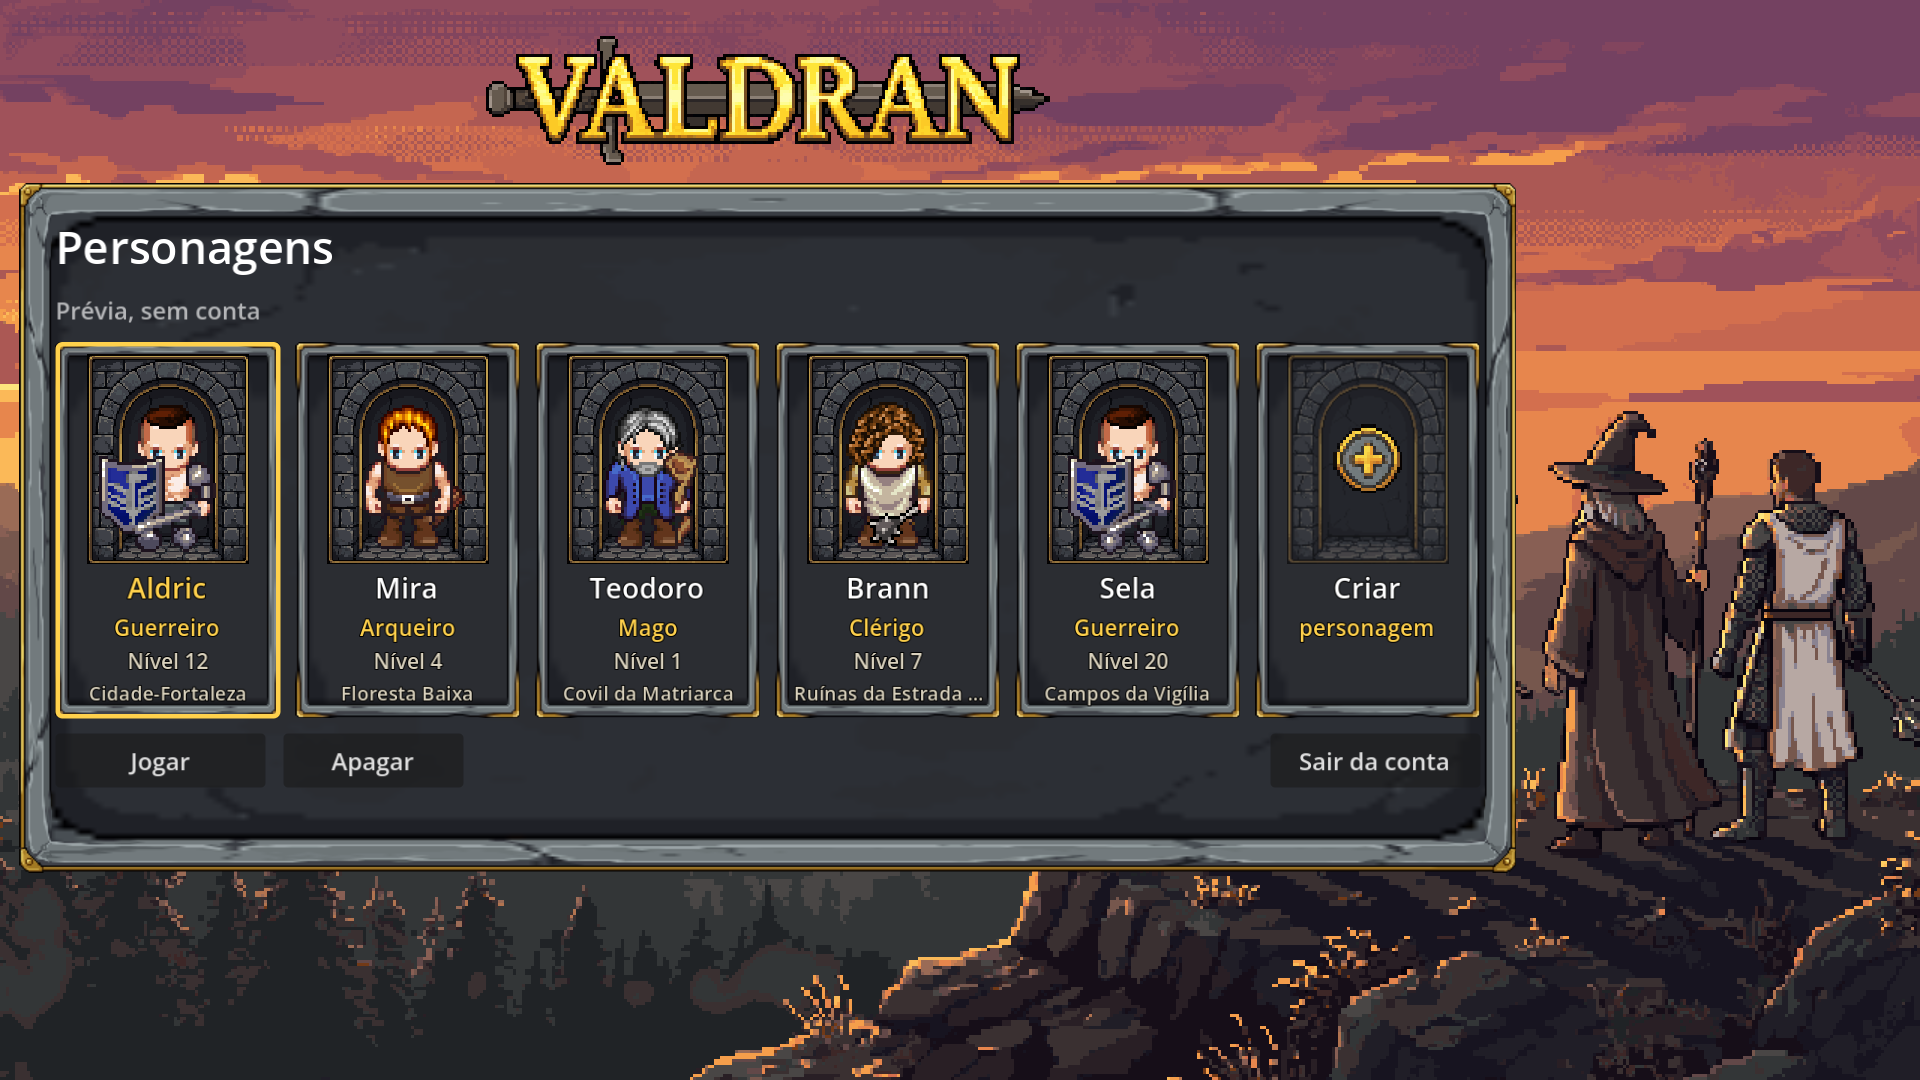 VALDRAN
Personagens
Prévia, sem conta
Aldric
Guerreiro
Nível 12
Cidade-Fortaleza
Mira
Arqueiro
Nível 4
Floresta Baixa
Teodoro
Mago
Nível 1
Covil da Matriarca
Brann
Clérigo
Nível 7
Ruínas da Estrada ...
Sela
Guerreiro
Nível 20
Campos da Vigília
Criar
personagem
Jogar
Apagar
Sair da conta